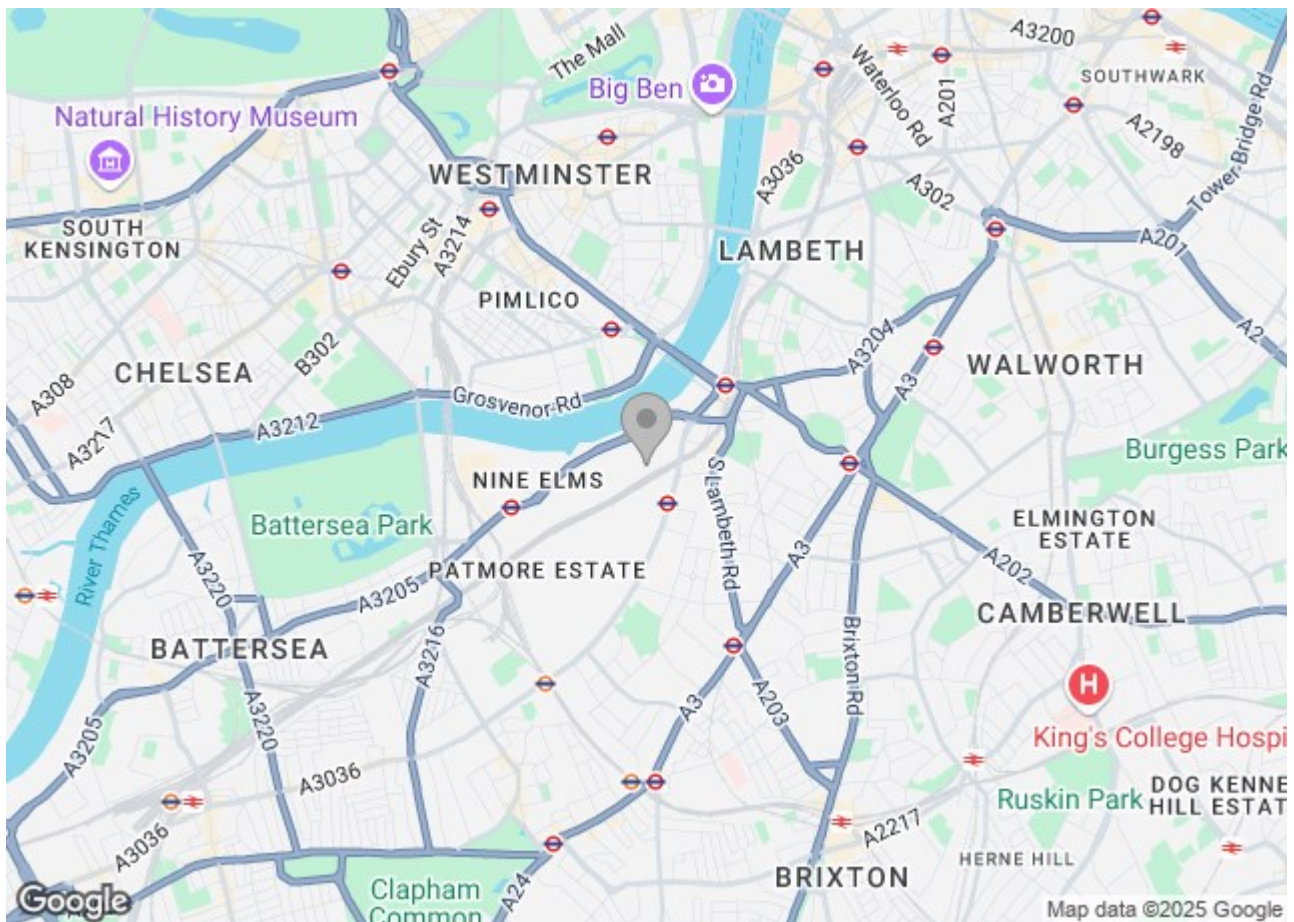 A3200
The Mall
SOUTHWARK
Waterloo Rd
A201
Big Ben
Natural History Museum
A2198
Tower Bridge Rd
A3036
WESTMINSTER
A302
SOUTH
KENSINGTON
Ebury St
A3214
A201
LAMBETH
PIMLICO
A2
B302
A3204
CHELSEA
WALWORTH
A308
A3
Grosvenor Rd
A3212
A3217
Burgess Park
NINE ELMS
S Lambeth Rd
Battersea Park
ELMINGTON
ESTATE
River Thames
A3220
A3
A202
PATMORE ESTATE
A3205
CAMBERWELL
BATTERSEA
A3216
Brixton Rd
H
A3
A203
A3205
A3220
King's College Hospi
A3036
DOG KENNE
HILL ESTAT
Ruskin Park
A2217
A3036
HERNE HILL
BRIXTON
Clapham
Common
A24
Google
Map data ©2025 Google